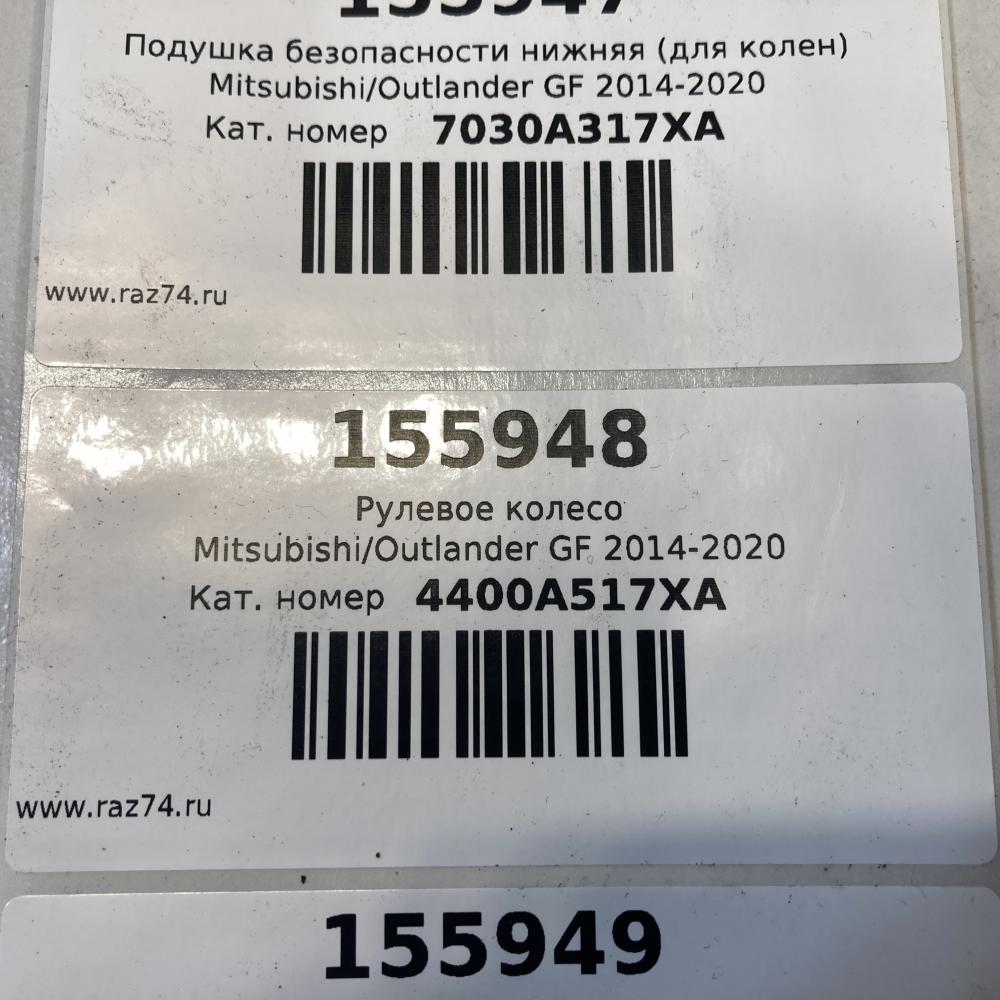 155947
Подушка безопасности нижняя (для колен)
Mitsubishi/Outlander GF 2014-2020
Кат. номер 7030A317XA
www.raz74.ru
155948
Рулевое колесо
Mitsubishi/Outlander GF 2014-2020
Кат. номер 4400A517XA
www.raz74.ru
155949